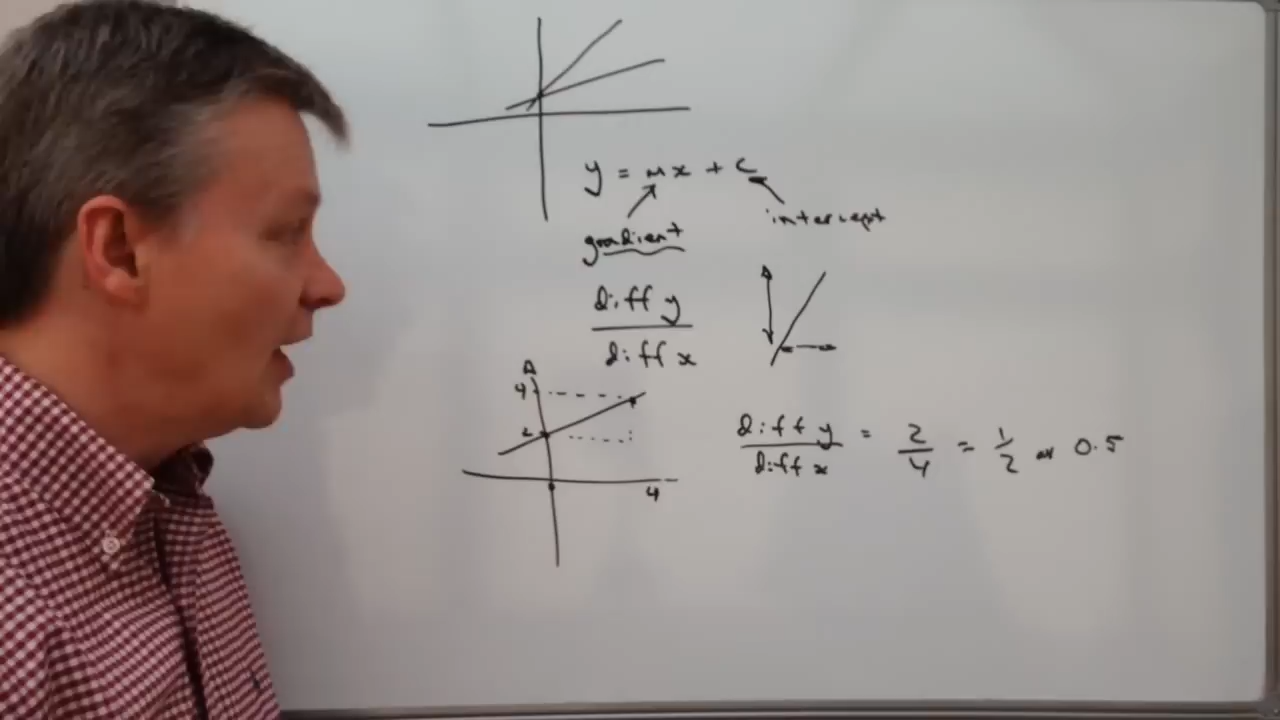 y = mx + c
intercept
gradient
diff y
diff x
4
2
4
diff y
diff x
= 2/4 = 1/2 or 0.5